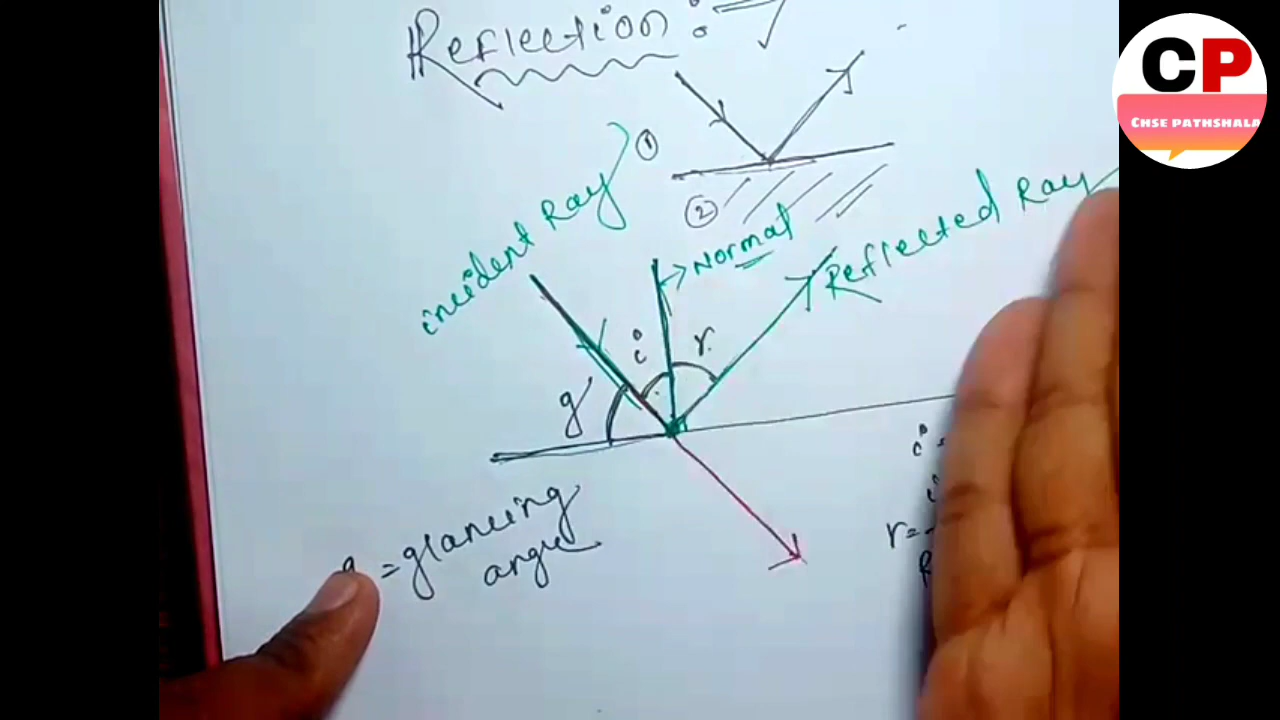 Reflection :-
CP
CHSE PATHSHALA
①
②
incident Ray
Normal
Reflected Ray
i
r
g
g = glancing
angle
i =
i
r =